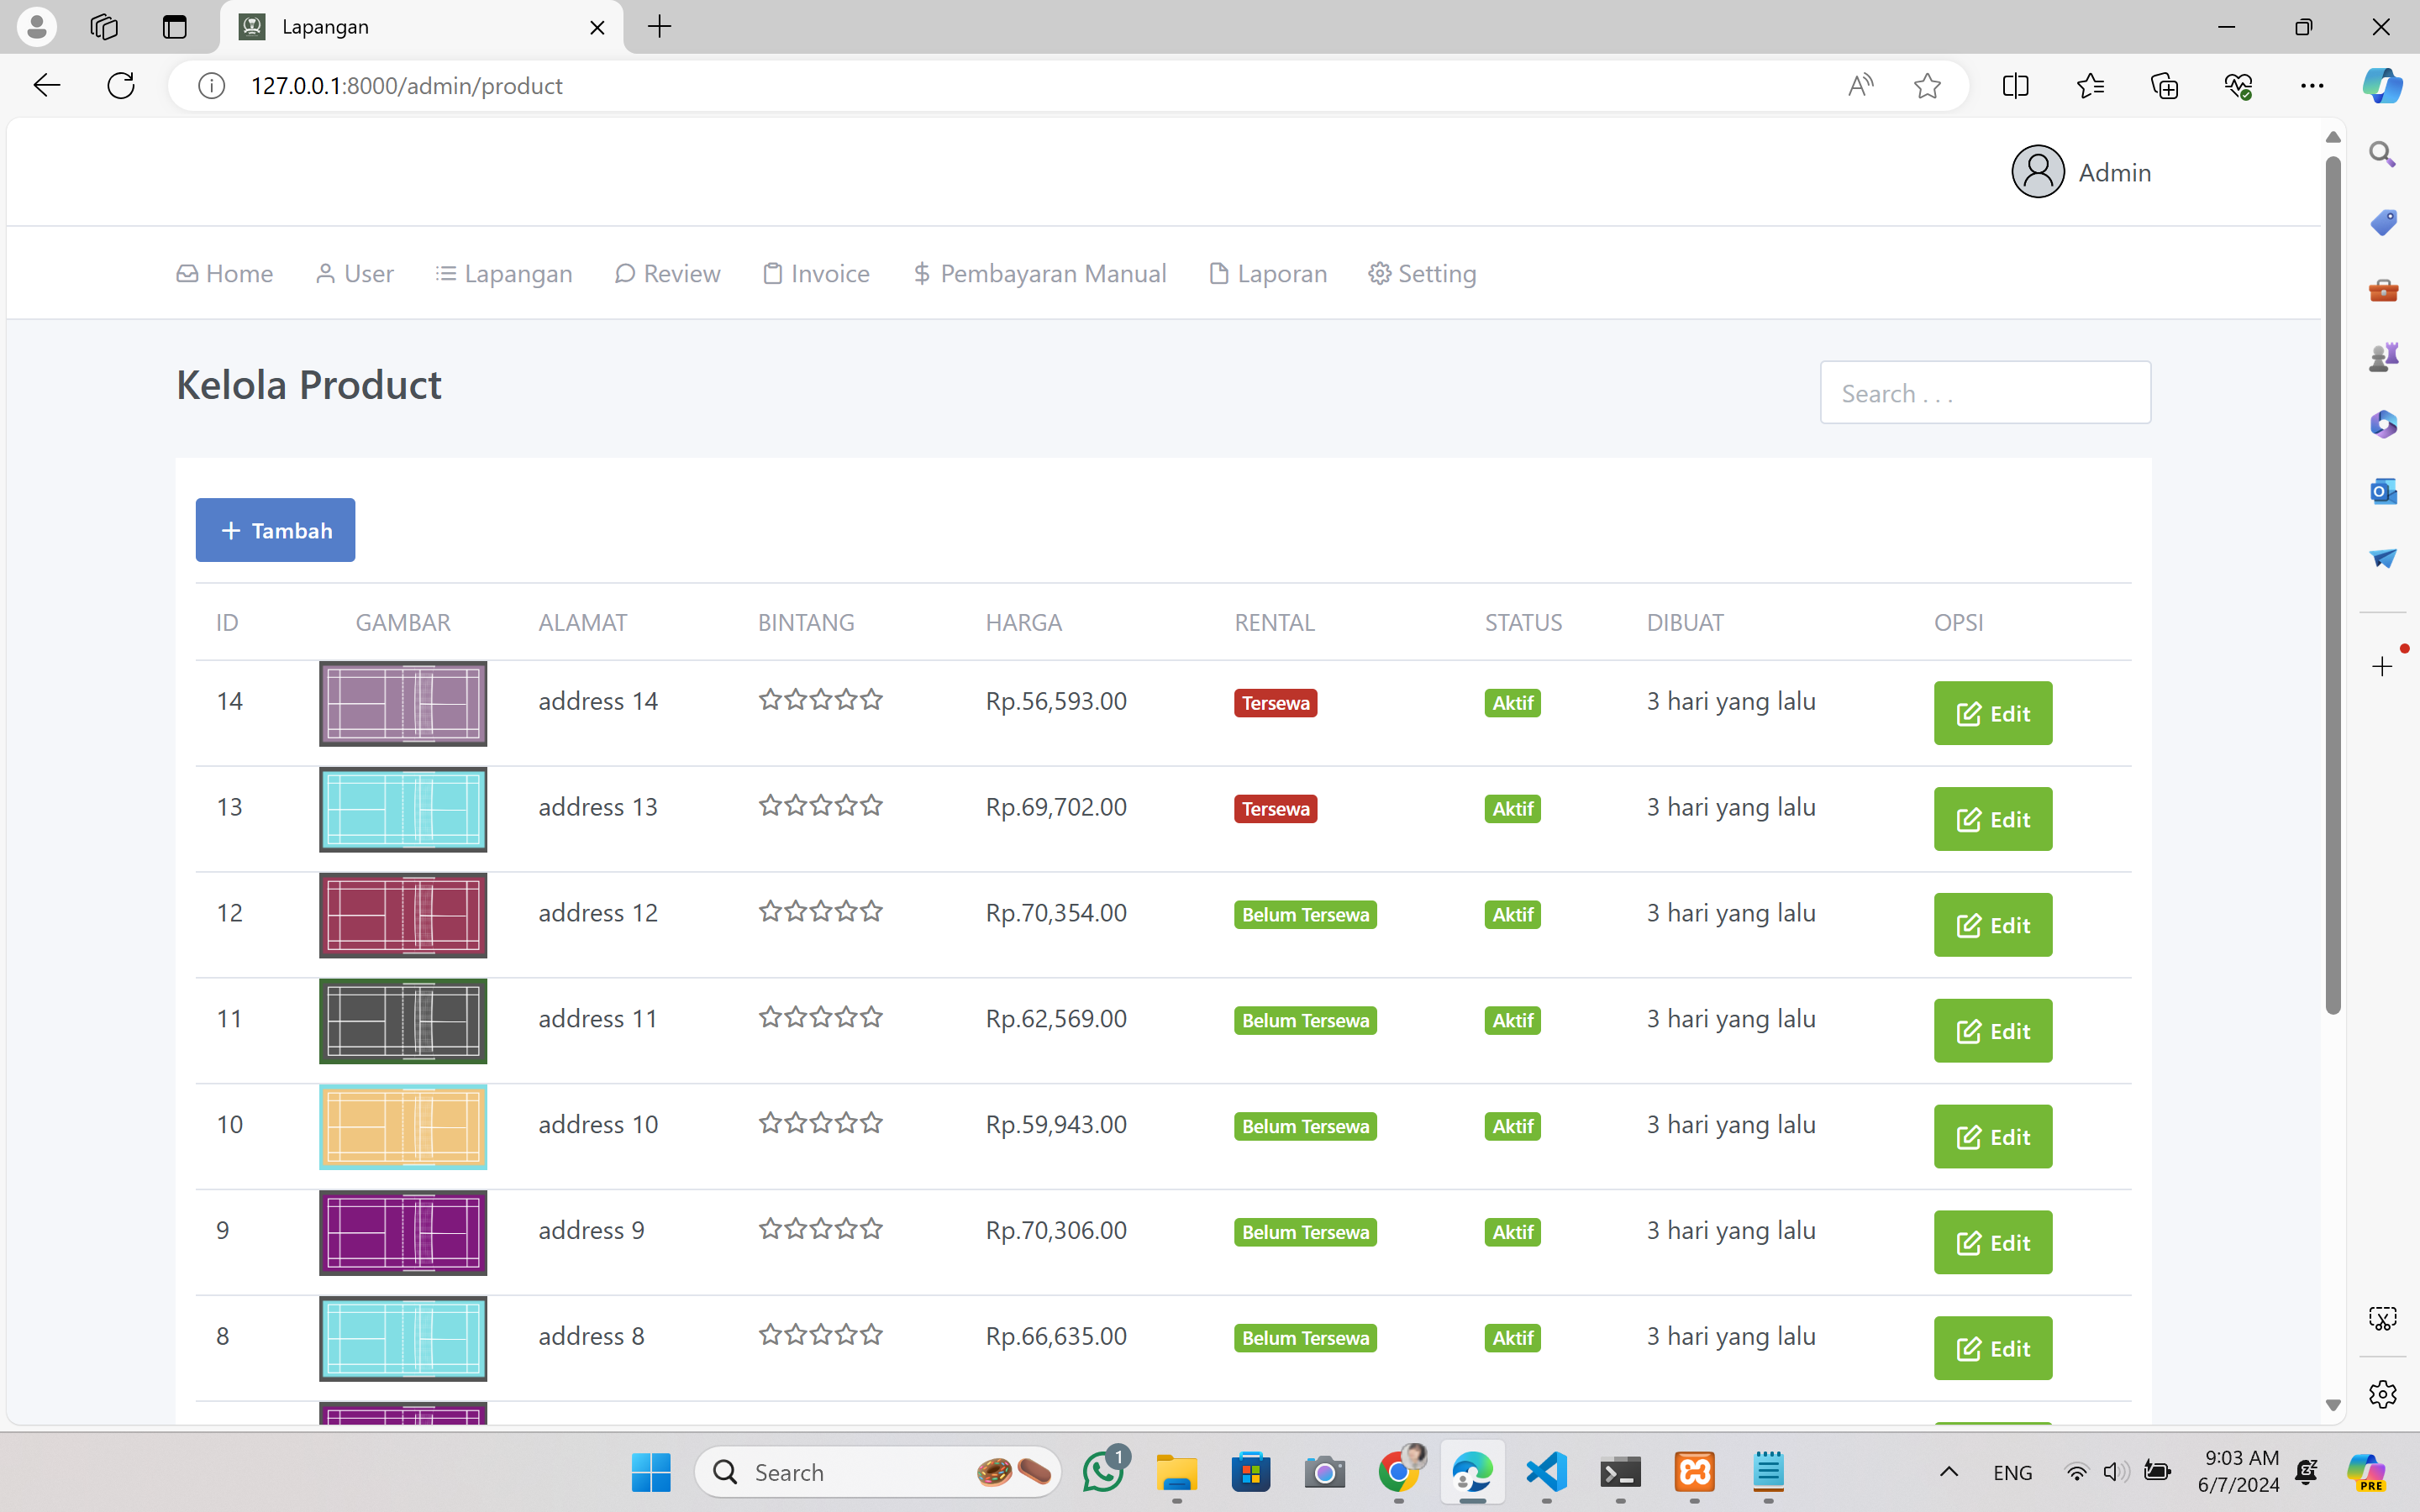 Lapangan
127.0.0.1:8000/admin/product
Admin
Home User Lapangan Review Invoice Pembayaran Manual Laporan Setting
Kelola Product
Search . . .
+ Tambah
ID GAMBAR ALAMAT BINTANG HARGA RENTAL STATUS DIBUAT OPSI
14 address 14 Rp.56,593.00 Tersewa Aktif 3 hari yang lalu Edit
13 address 13 Rp.69,702.00 Tersewa Aktif 3 hari yang lalu Edit
12 address 12 Rp.70,354.00 Belum Tersewa Aktif 3 hari yang lalu Edit
11 address 11 Rp.62,569.00 Belum Tersewa Aktif 3 hari yang lalu Edit
10 address 10 Rp.59,943.00 Belum Tersewa Aktif 3 hari yang lalu Edit
9 address 9 Rp.70,306.00 Belum Tersewa Aktif 3 hari yang lalu Edit
8 address 8 Rp.66,635.00 Belum Tersewa Aktif 3 hari yang lalu Edit
Search 1 ENG 9:03 AM
6/7/2024
PRE